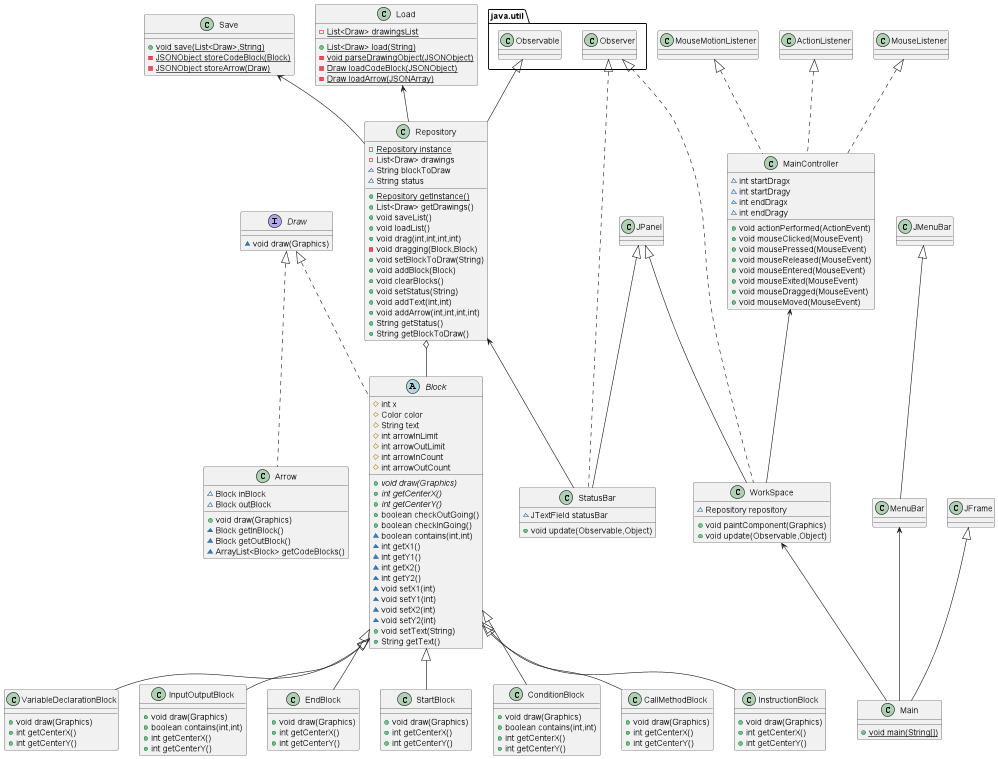 C Save
void save(List<Draw>,String)
JSONObject storeCodeBlock(Block)
JSONObject storeArrow(Draw)
C Load
List<Draw> drawingsList
List<Draw> load(String)
void parseDrawingObject(JSONObject)
Draw loadCodeBlock(JSONObject)
Draw loadArrow(JSONArray)
java.util
C Observable
C Observer
C MouseMotionListener
C ActionListener
C MouseListener
C Repository
Repository instance
List<Draw> drawings
String blockToDraw
String status
Repository getInstance()
List<Draw> getDrawings()
void saveList()
void loadList()
void drag(int,int,int,int)
void dragging(Block,Block)
void setBlockToDraw(String)
void addBlock(Block)
void clearBlocks()
void setStatus(String)
void addText(int,int)
void addArrow(int,int,int,int)
String getStatus()
String getBlockToDraw()
C MainController
int startDragx
int startDragy
int endDragx
int endDragy
void actionPerformed(ActionEvent)
void mouseClicked(MouseEvent)
void mousePressed(MouseEvent)
void mouseReleased(MouseEvent)
void mouseEntered(MouseEvent)
void mouseExited(MouseEvent)
void mouseDragged(MouseEvent)
void mouseMoved(MouseEvent)
I Draw
void draw(Graphics)
C JPanel
C JMenuBar
A Block
int x
Color color
String text
int arrowInLimit
int arrowOutLimit
int arrowInCount
int arrowOutCount
void draw(Graphics)
int getCenterX()
int getCenterY()
boolean checkOutGoing()
boolean checkInGoing()
boolean contains(int,int)
int getX1()
int getY1()
int getX2()
int getY2()
void setX1(int)
void setY1(int)
void setX2(int)
void setY2(int)
void setText(String)
String getText()
C Arrow
Block inBlock
Block outBlock
void draw(Graphics)
Block getInBlock()
Block getOutBlock()
ArrayList<Block> getCodeBlocks()
C StatusBar
JTextField statusBar
void update(Observable,Object)
C WorkSpace
Repository repository
void paintComponent(Graphics)
void update(Observable,Object)
C MenuBar
C JFrame
C VariableDeclarationBlock
void draw(Graphics)
int getCenterX()
int getCenterY()
C InputOutputBlock
void draw(Graphics)
boolean contains(int,int)
int getCenterX()
int getCenterY()
C EndBlock
void draw(Graphics)
int getCenterX()
int getCenterY()
C StartBlock
void draw(Graphics)
int getCenterX()
int getCenterY()
C ConditionBlock
void draw(Graphics)
boolean contains(int,int)
int getCenterX()
int getCenterY()
C CallMethodBlock
void draw(Graphics)
int getCenterX()
int getCenterY()
C InstructionBlock
void draw(Graphics)
int getCenterX()
int getCenterY()
C Main
void main(String[])